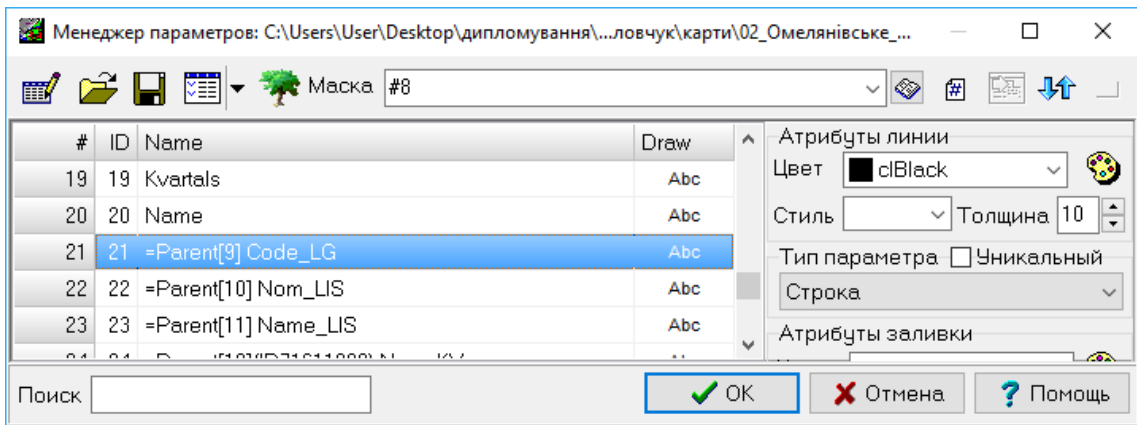 Менеджер параметров: C:\Users\User\Desktop\дипломування\...ловчук\карти\02_Омелянівське_...
Маска #8
# ID Name Draw
19 19 Kvartals Abc
20 20 Name Abc
21 21 =Parent[9] Code_LG Abc
22 22 =Parent[10] Nom_LIS Abc
23 23 =Parent[11] Name_LIS Abc
Атрибуты линии
Цвет clBlack
Стиль Толщина 10
Тип параметра Уникальный
Строка
Атрибуты заливки
Поиск OK Отмена Помощь